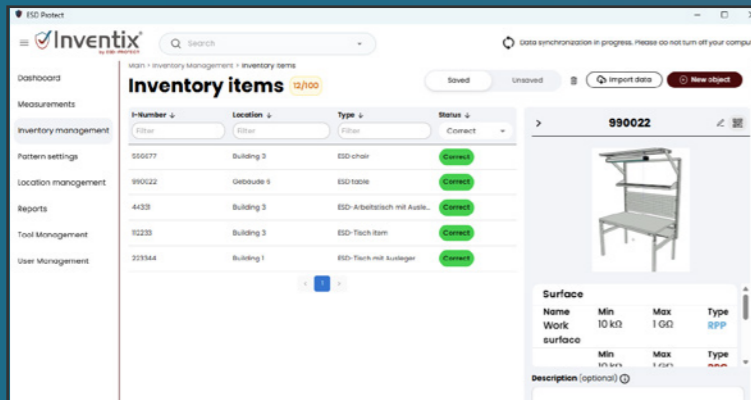 ESD Protect
Inventix®
by ESD-PROTECT
Search
Data synchronization in progress. Please do not turn off your compu
Main > Inventory Management > Inventory items
Inventory items 12/100
Saved
Unsaved
Import data
New object
Dashboard
Measurements
Inventory management
Pattern settings
Location management
Reports
Tool Management
User Management
I-Number ↓ Location ↓ Type ↓ Status ↓
Filter Filter Filter Correct
Building 3 ESD-chair Correct
990022 Gebäude 6 ESD table Correct
44331 Building 3 ESD-Arbeitstisch mit Ausle... Correct
112233 Building 3 ESD-Tisch item Correct
223344 Building 1 ESD-Tisch mit Ausleger Correct
< 1 >
> 990022
Surface
Name Min Max Type
Work surface 10 kΩ 1 GΩ RPP
Min Max Type
10 kΩ 1 GΩ
Description (optional)